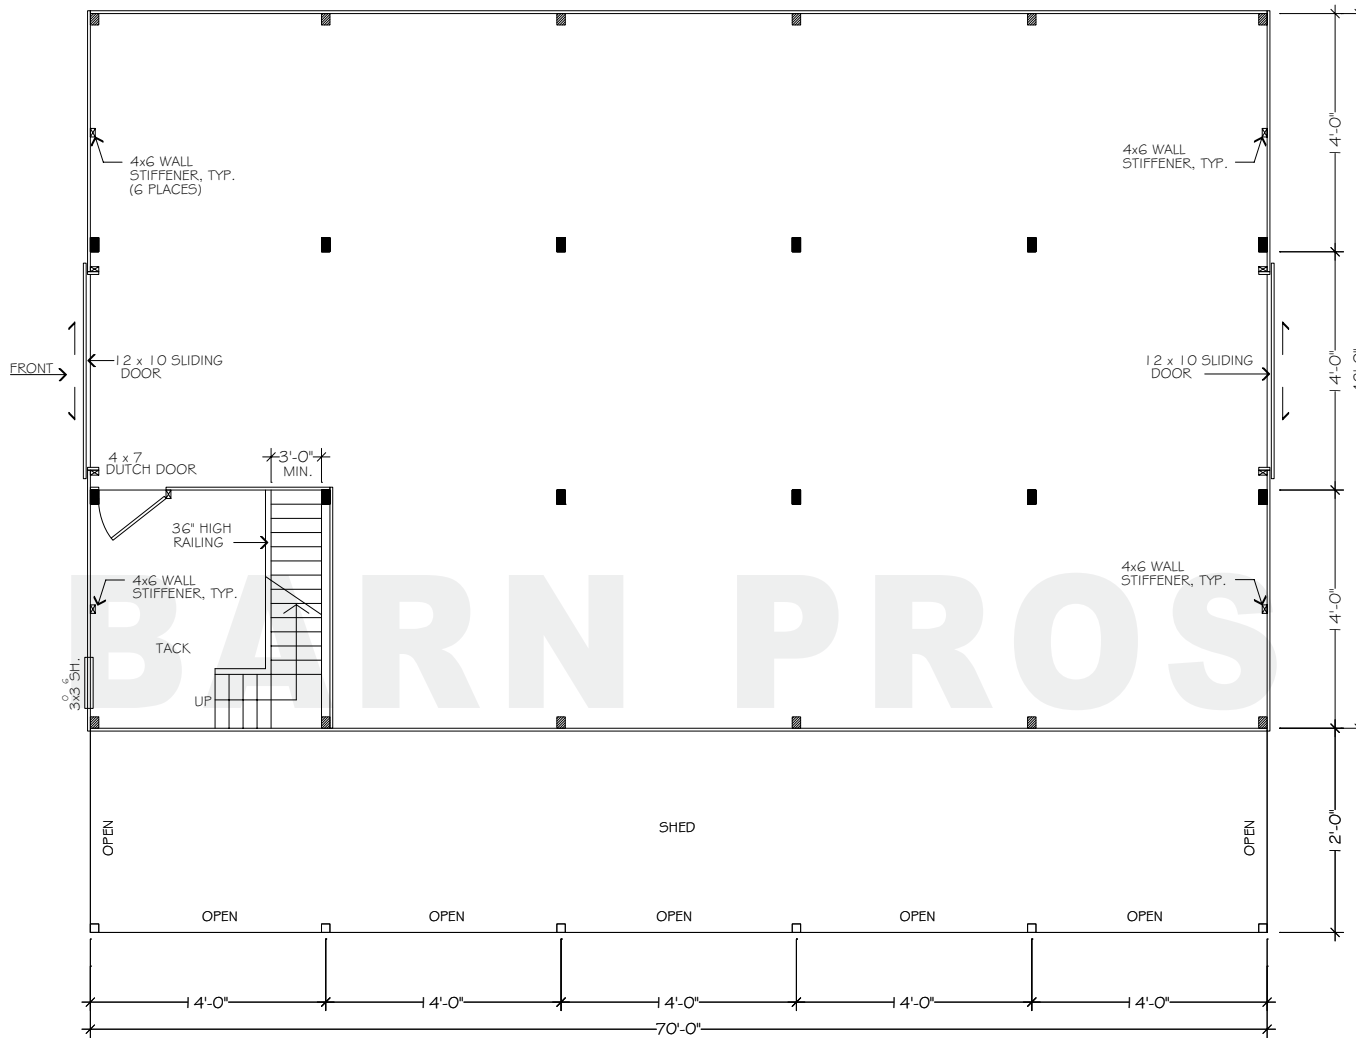 4x6 WALL
STIFFENER, TYP.
(6 PLACES)
4x6 WALL
STIFFENER, TYP.
14'-0"
FRONT
12 x 10 SLIDING
DOOR
12 x 10 SLIDING
DOOR
14'-0"
4 x 7
DUTCH DOOR
3'-0"
MIN.
36" HIGH
RAILING
4x6 WALL
STIFFENER, TYP.
4x6 WALL
STIFFENER, TYP.
14'-0"
BARN PROS
TACK
UP
3⁰x3⁶ SH.
OPEN
SHED
OPEN
12'-0"
OPEN
OPEN
OPEN
OPEN
OPEN
14'-0"
14'-0"
14'-0"
14'-0"
14'-0"
70'-0"